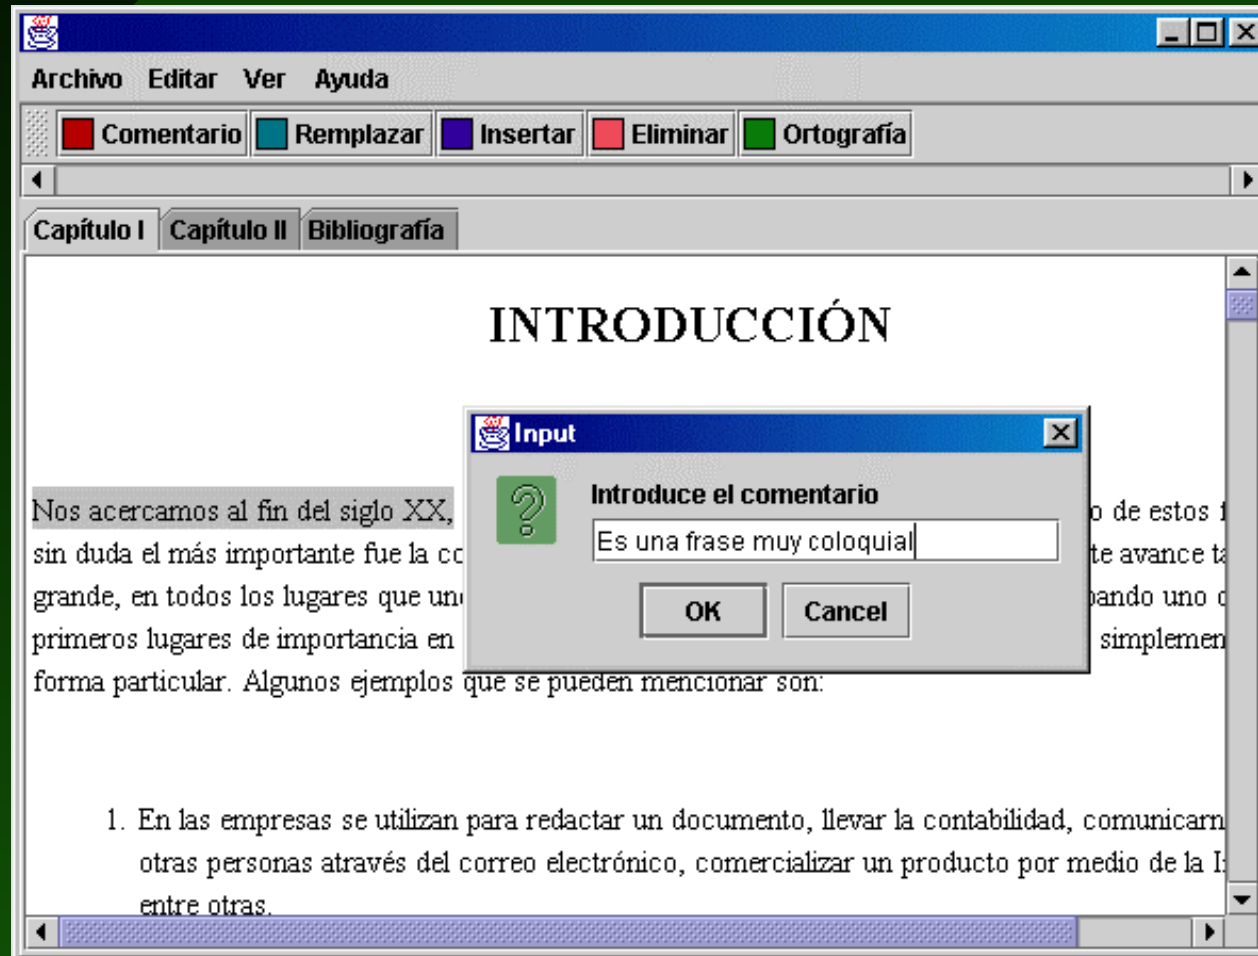 Archivo Editar Ver Ayuda
Comentario Remplazar Insertar Eliminar Ortografía
Capítulo I Capítulo II Bibliografía
INTRODUCCIÓN
Input
Introduce el comentario
Es una frase muy coloquial
OK Cancel
Nos acercamos al fin del siglo XX, o de estos
sin duda el más importante fue la te avance
grande, en todos los lugares que uno
primeros lugares de importancia en
forma particular. Algunos ejemplos que se pueden mencionar son:
1. En las empresas se utilizan para redactar un documento, llevar la contabilidad,
otras personas através del correo electrónico, comercializar un producto por medio de la
entre otras.